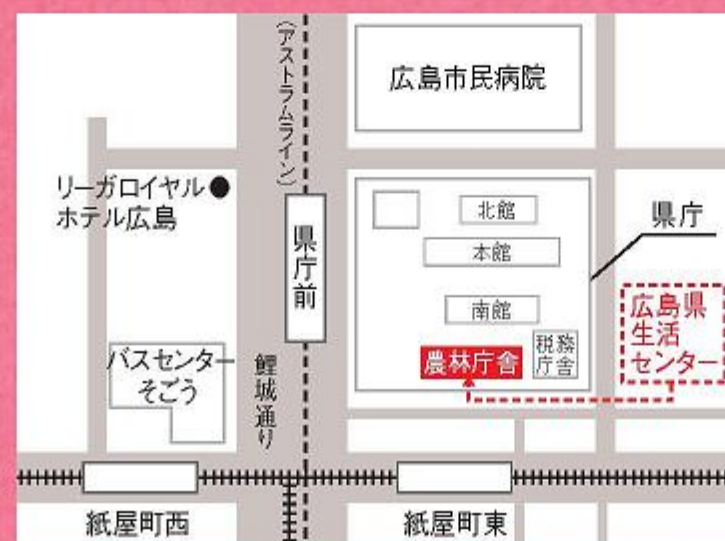 (アストラムライン)
広島市民病院
リーガロイヤル
ホテル広島
県庁前
北館
本館
南館
農林庁舎
税務
庁舎
県庁
広島県
生活
センター
バスセンター
そごう
鯉城通り
紙屋町西
紙屋町東